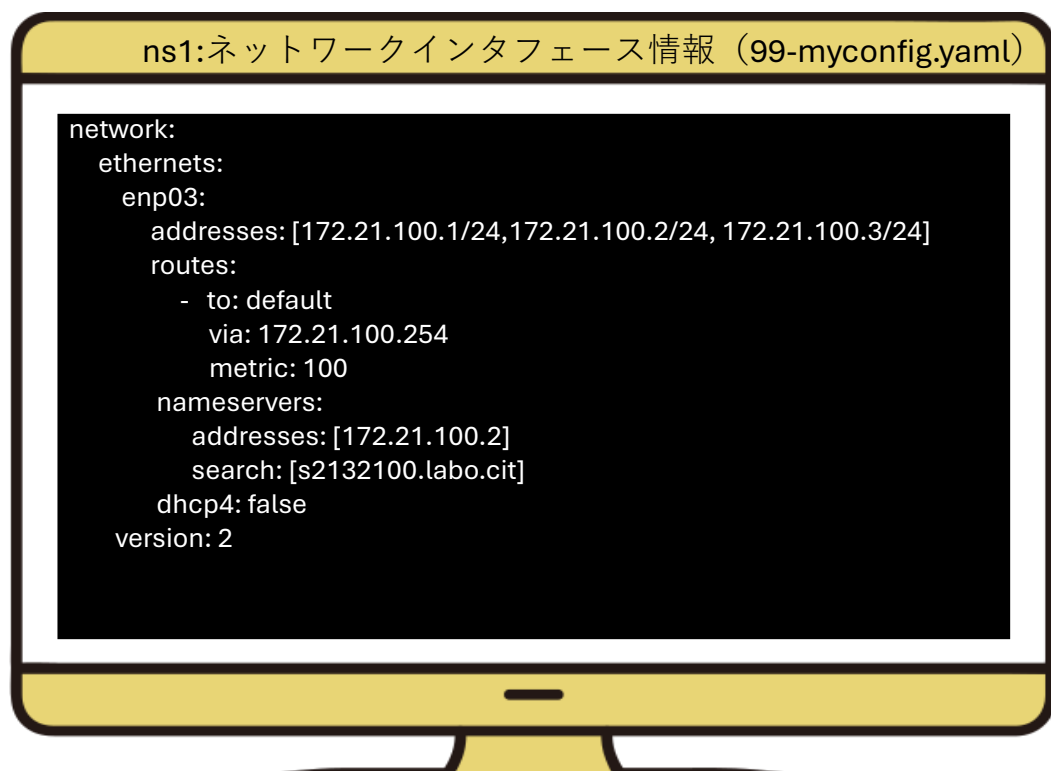 ns1:ネットワークインタフェース情報（99-myconfig.yaml）
network:
ethernets:
enp03:
addresses: [172.21.100.1/24,172.21.100.2/24, 172.21.100.3/24]
routes:
- to: default
via: 172.21.100.254
metric: 100
nameservers:
addresses: [172.21.100.2]
search: [s2132100.labo.cit]
dhcp4: false
version: 2